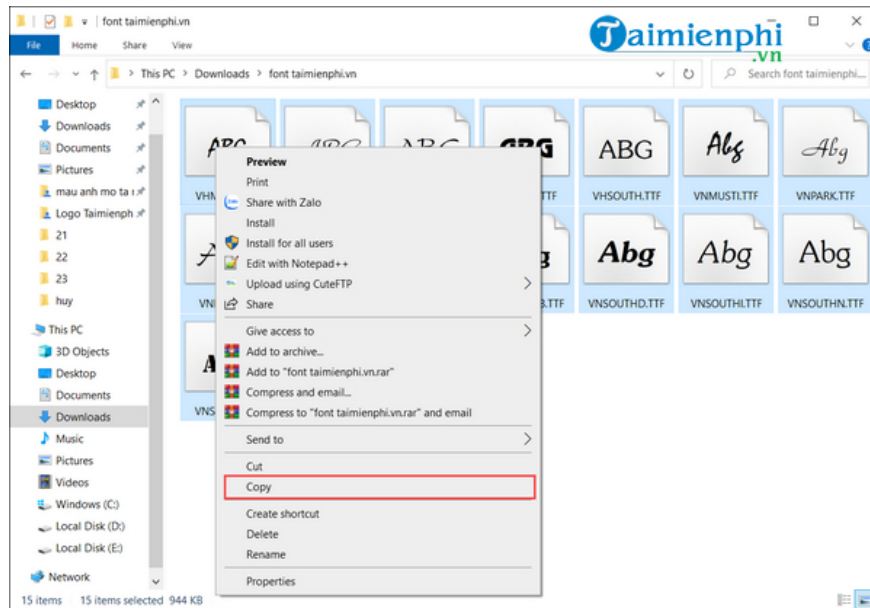 font taimienphi.vn
Taimienphi
.vn
File Home Share View
This PC > Downloads > font taimienphi.vn
Search font taimienphi...
Desktop
Downloads
Documents
Pictures
mau anh mo ta
Logo Taimienph
21
22
23
huy
This PC
3D Objects
Desktop
Documents
Downloads
Music
Pictures
Videos
Windows (C:)
Local Disk (D:)
Local Disk (E:)
Network
ABG
Abg
Abg
VHSOUTH.TTF
VNMUSTI.TTF
VNPARK.TTF
Abg
Abg
Abg
VNSOUTHD.TTF
VNSOUTHI.TTF
VNSOUTHN.TTF
Preview
Print
Share with Zalo
Install
Install for all users
Edit with Notepad++
Upload using CuteFTP
Share
Give access to
Add to archive...
Add to "font taimienphi.vn.rar"
Compress and email...
Compress to "font taimienphi.vn.rar" and email
Send to
Cut
Copy
Create shortcut
Delete
Rename
Properties
15 items 15 items selected 944 KB